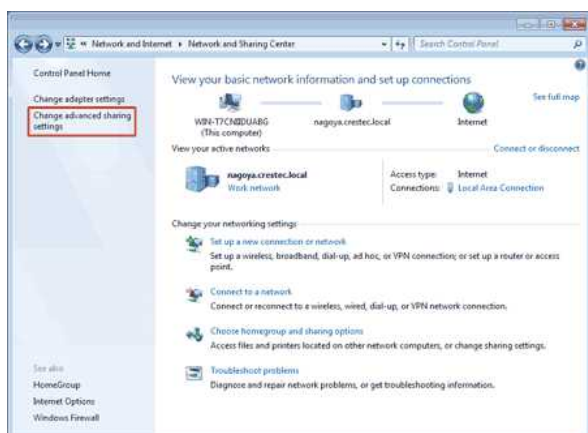 Network and Internet ▸ Network and Sharing Center
Search Control Panel
Control Panel Home
Change adapter settings
Change advanced sharing
settings
View your basic network information and set up connections
See full map
nagoya.crestec.local
Internet
(This computer)
View your active networks
Connect or disconnect
nagoya.crestec.local
Work network
Access type: Internet
Connections: Local Area Connection
Change your networking settings
Set up a new connection or network
Set up a wireless, broadband, dial-up, ad hoc, or VPN connection; or set up a router or access
point.
Connect to a network
Connect or reconnect to a wireless, wired, dial-up, or VPN network connection.
Choose homegroup and sharing options
Access files and printers located on other network computers, or change sharing settings.
Troubleshoot problems
Diagnose and repair network problems, or get troubleshooting information.
See also
HomeGroup
Internet Options
Windows Firewall